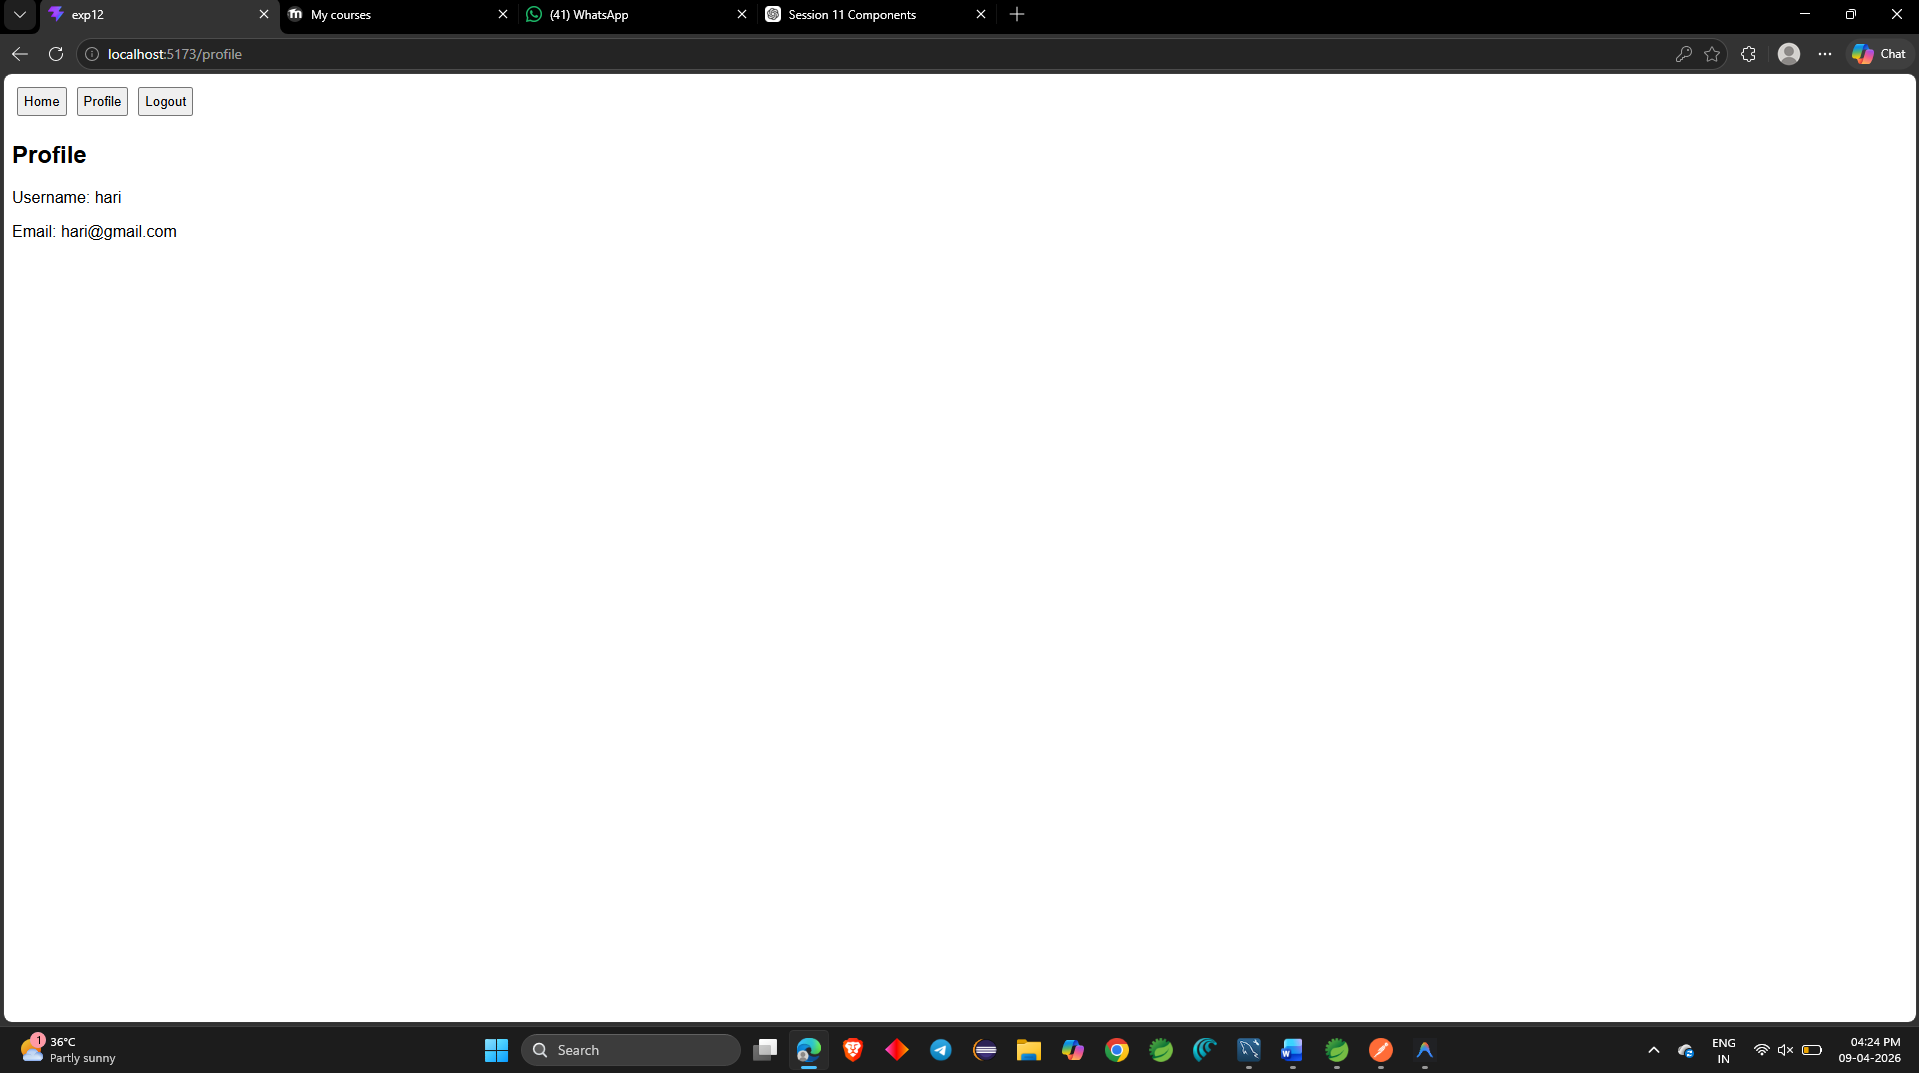 exp12
My courses
(41) WhatsApp
Session 11 Components
localhost:5173/profile
Chat
Home
Profile
Logout
Profile
Username: hari
Email: hari@gmail.com
1
36°C
Partly sunny
Search
ENG
IN
04:24 PM
09-04-2026